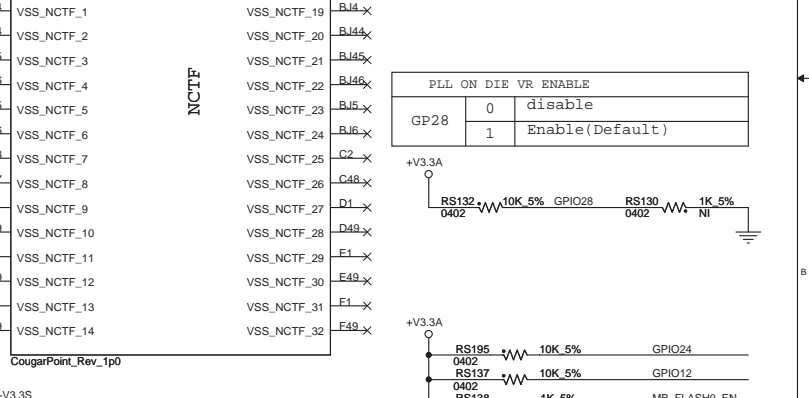 VSS_NCTF_1
VSS_NCTF_2
VSS_NCTF_3
VSS_NCTF_4
VSS_NCTF_5
VSS_NCTF_6
VSS_NCTF_7
VSS_NCTF_8
VSS_NCTF_9
VSS_NCTF_10
VSS_NCTF_11
VSS_NCTF_12
VSS_NCTF_13
VSS_NCTF_14
NCTF
VSS_NCTF_19 BJ4
VSS_NCTF_20 BJ44
VSS_NCTF_21 BJ45
VSS_NCTF_22 BJ46
VSS_NCTF_23 BJ5
VSS_NCTF_24 BJ6
VSS_NCTF_25 C2
VSS_NCTF_26 C48
VSS_NCTF_27 D1
VSS_NCTF_28 D49
VSS_NCTF_29 E1
VSS_NCTF_30 E49
VSS_NCTF_31 F1
VSS_NCTF_32 F49
CougarPoint_Rev_1p0
PLL ON DIE VR ENABLE
GP28
0 disable
1 Enable(Default)
+V3.3A
RS132 10K_5% GPIO28 RS130 1K_5%
0402 0402 NI
B
+V3.3A
RS195 10K_5% GPIO24
0402
RS137 10K_5% GPIO12
0402
RS138 1K_5% MB_FLASH0_EN